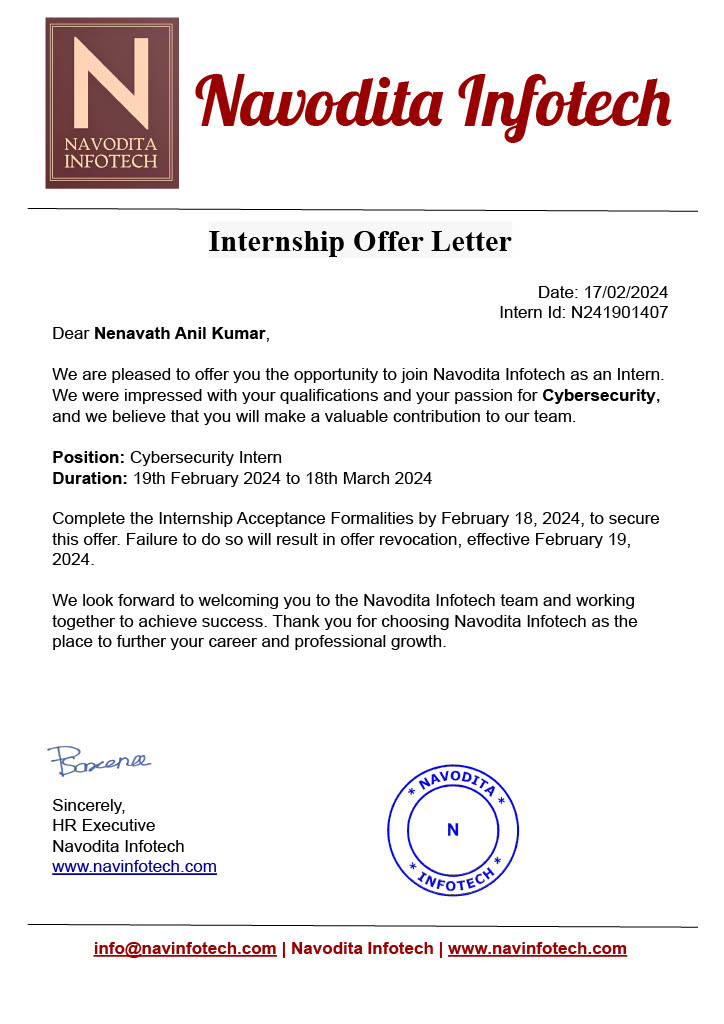 N
NAVODITA
INFOTECH
Navodita Infotech
Internship Offer Letter
Date: 17/02/2024
Intern Id: N241901407
Dear Nenavath Anil Kumar,
We are pleased to offer you the opportunity to join Navodita Infotech as an Intern.
We were impressed with your qualifications and your passion for Cybersecurity,
and we believe that you will make a valuable contribution to our team.
Position: Cybersecurity Intern
Duration: 19th February 2024 to 18th March 2024
Complete the Internship Acceptance Formalities by February 18, 2024, to secure
this offer. Failure to do so will result in offer revocation, effective February 19,
2024.
We look forward to welcoming you to the Navodita Infotech team and working
together to achieve success. Thank you for choosing Navodita Infotech as the
place to further your career and professional growth.
PSaxena
Sincerely,
HR Executive
Navodita Infotech
www.navinfotech.com
* NAVODITA *
N
* INFOTECH *
info@navinfotech.com | Navodita Infotech | www.navinfotech.com